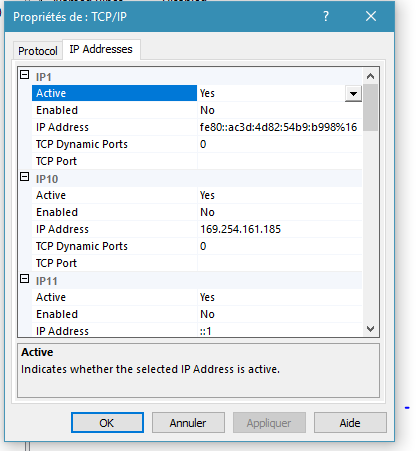 Propriétés de : TCP/IP ? ×
Protocol IP Addresses
IP1
Active Yes
Enabled No
IP Address fe80::ac3d:4d82:54b9:b998%16
TCP Dynamic Ports 0
TCP Port
IP10
Active Yes
Enabled No
IP Address 169.254.161.185
TCP Dynamic Ports 0
TCP Port
IP11
Active Yes
Enabled No
IP Address ::1
Active
Indicates whether the selected IP Address is active.
OK Annuler Appliquer Aide